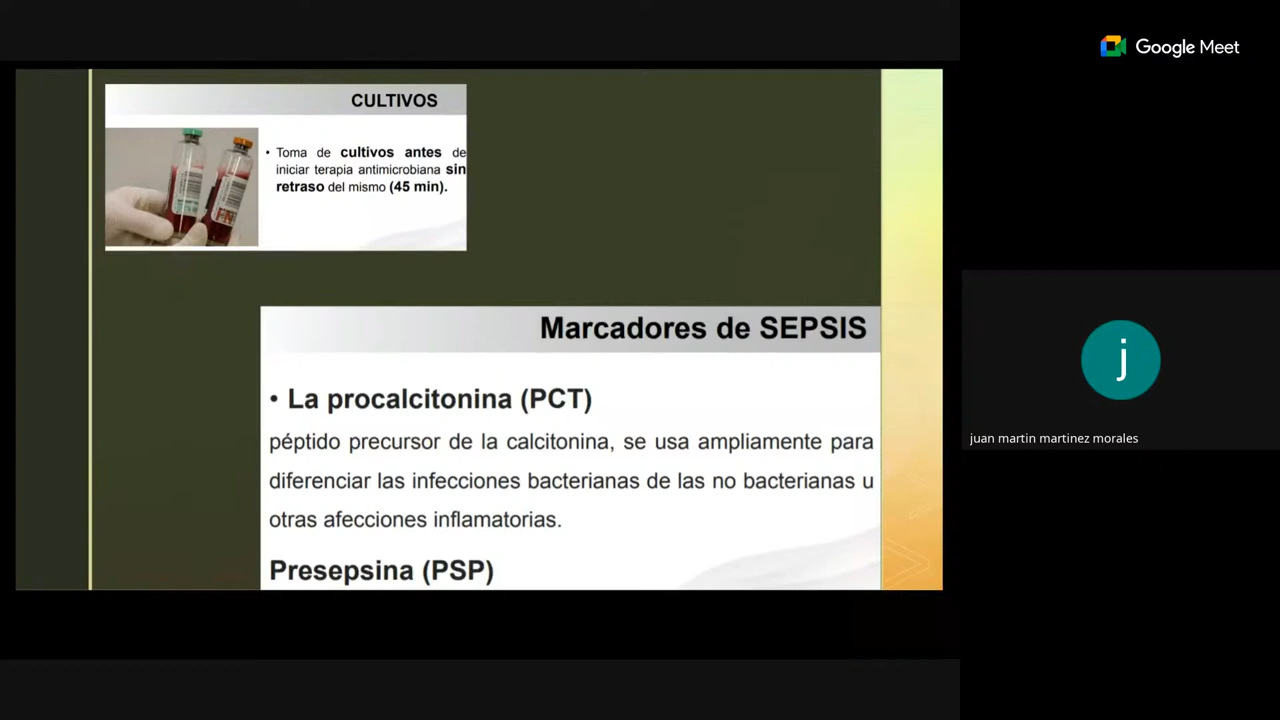 Google Meet
CULTIVOS
• Toma de cultivos antes de
iniciar terapia antimicrobiana sin
retraso del mismo (45 min).
Marcadores de SEPSIS
• La procalcitonina (PCT)
péptido precursor de la calcitonina, se usa ampliamente para
diferenciar las infecciones bacterianas de las no bacterianas u
otras afecciones inflamatorias.
Presepsina (PSP)
j
juan martin martinez morales